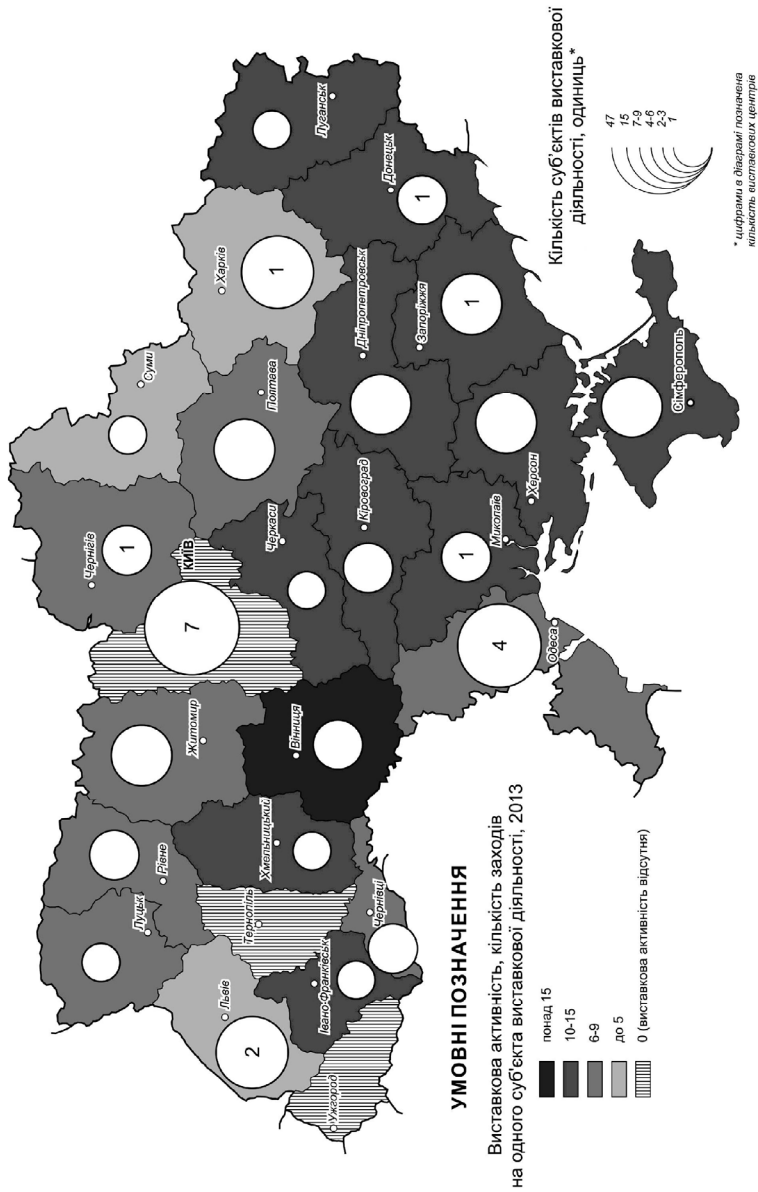 Луцьк
Рівне
Житомир
Чернігів
КИЇВ
Суми
Львів
Тернопіль
Хмельницький
Вінниця
Черкаси
Полтава
Харків
Луганськ
Ужгород
Івано-Франківськ
Чернівці
Кіровоград
Дніпропетровськ
Донецьк
Запоріжжя
Миколаїв
Херсон
Одеса
Сімферополь
7
1
2
1
4
1
1
1
УМОВНІ ПОЗНАЧЕННЯ
Виставкова активність, кількість заходів
на одного суб'єкта виставкової діяльності, 2013
понад 15
10-15
6-9
до 5
0 (виставкова активність відсутня)
Кількість суб'єктів виставкової
діяльності, одиниць*
47
15
7-9
4-6
2-3
1
* цифрами в діаграмі позначена
кількість виставкових центрів